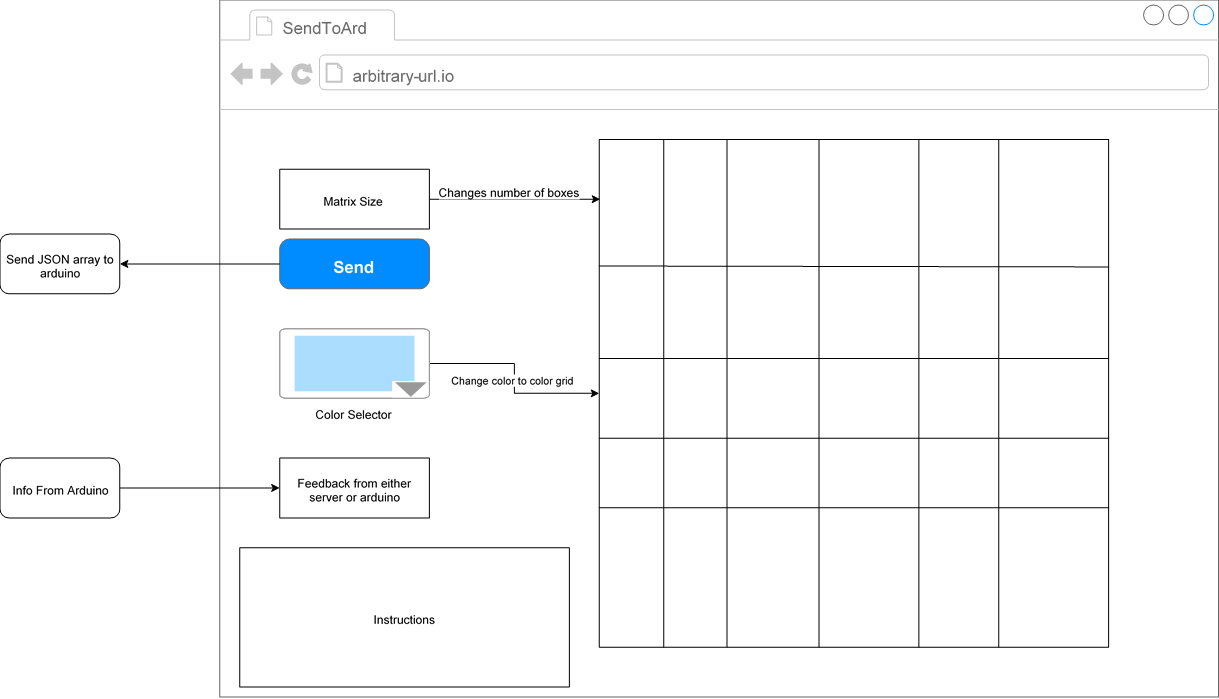 SendToArd
arbitrary-url.io
Matrix Size
Changes number of boxes
Send JSON array to
arduino
Send
Change color to color grid
Color Selector
Info From Arduino
Feedback from either
server or arduino
Instructions